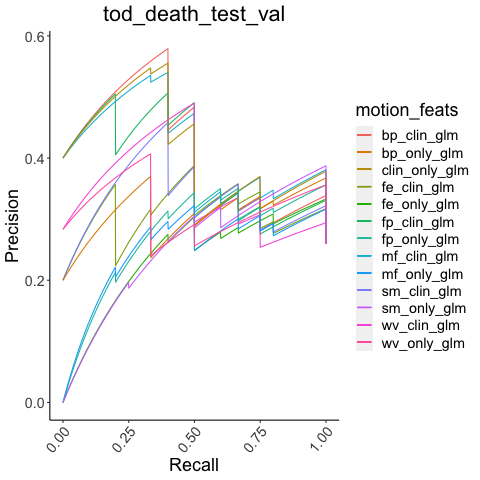 tod_death_test_val
0.6
0.4
0.2
0.0
Precision
0.00
0.25
0.50
0.75
1.00
Recall
motion_feats
bp_clin_glm
bp_only_glm
clin_only_glm
fe_clin_glm
fe_only_glm
fp_clin_glm
fp_only_glm
mf_clin_glm
mf_only_glm
sm_clin_glm
sm_only_glm
wv_clin_glm
wv_only_glm